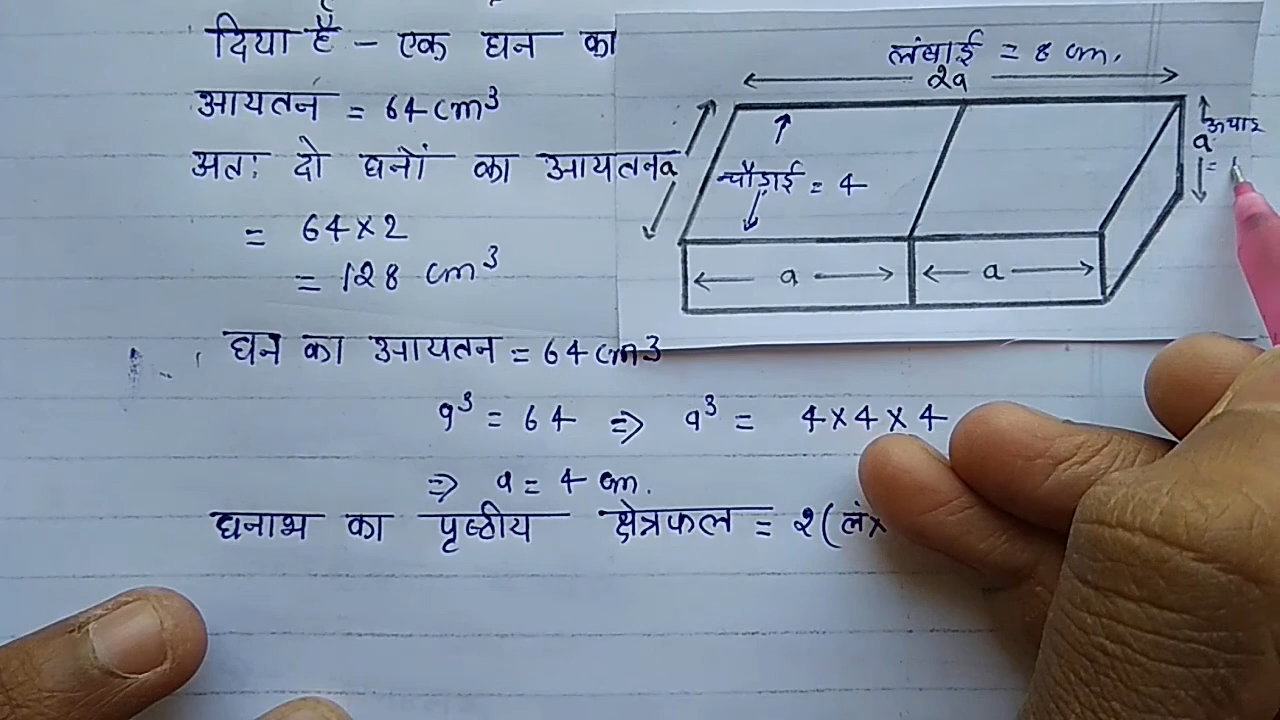 दिया है - एक घन का
आयतन = 64 cm³
अतः दो घनों का आयतन
= 64 × 2
= 128 cm³
लंबाई = 8 cm.
2a
a
चौड़ाई = 4
ऊंचाई
a
=
a
a
घन का आयतन = 64 cm³
a³ = 64 => a³ = 4 × 4 × 4
=> a = 4 cm.
घनाभ का पृष्ठीय क्षेत्रफल = 2 ( लं ×